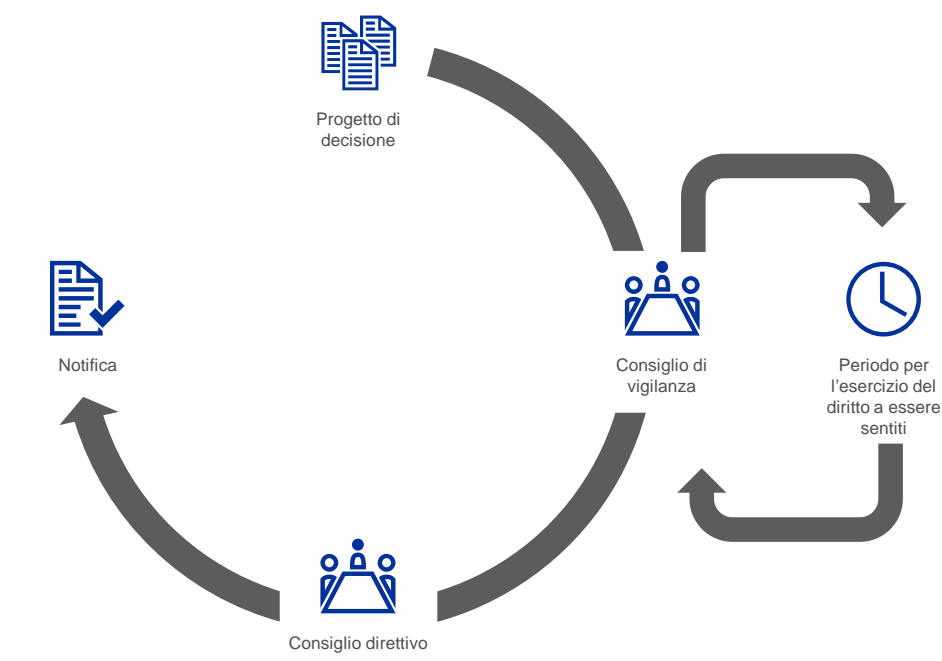 Progetto di
decisione
Notifica
Consiglio di
vigilanza
Periodo per
l'esercizio del
diritto a essere
sentiti
Consiglio direttivo